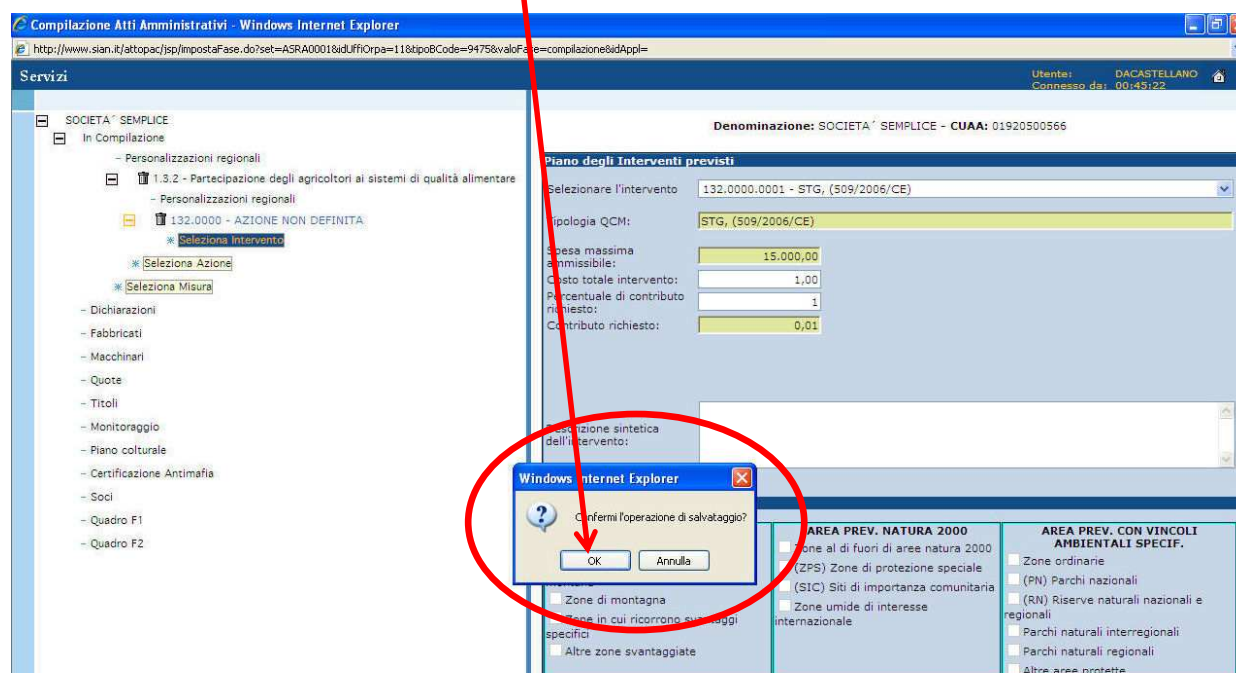 Compilazione Atti Amministrativi - Windows Internet Explorer
http://www.sian.it/attopac/jsp/impostaFase.do?set=ASRA0001&idUffiOrpa=11&tipoBCode=9475&valoFase=compilazione&idAppl=
Servizi
Utente: DACASTELLANO
Connesso da: 00:45:22
SOCIETA´ SEMPLICE
In Compilazione
- Personalizzazioni regionali
1.3.2 - Partecipazione degli agricoltori ai sistemi di qualità alimentare
- Personalizzazioni regionali
132.0000 - AZIONE NON DEFINITA
Seleziona Intervento
Seleziona Azione
Seleziona Misura
- Dichiarazioni
- Fabbricati
- Macchinari
- Quote
- Titoli
- Monitoraggio
- Piano colturale
- Certificazione Antimafia
- Soci
- Quadro F1
- Quadro F2
Denominazione: SOCIETA´ SEMPLICE - CUAA: 01920500566
Piano degli Interventi previsti
Selezionare l'intervento 132.0000.0001 - STG, (509/2006/CE)
Tipologia QCM: STG, (509/2006/CE)
Spesa massima
ammissibile: 15.000,00
Costo totale intervento: 1,00
Percentuale di contributo
richiesto: 1
Contributo richiesto: 0,01
Descrizione sintetica
dell'intervento:
Windows Internet Explorer
Confermi l'operazione di salvataggio?
OK Annulla
montane
Zone di montagna
Zone in cui ricorrono svantaggi
specifici
Altre zone svantaggiate
AREA PREV. NATURA 2000
Zone al di fuori di aree natura 2000
(ZPS) Zone di protezione speciale
(SIC) Siti di importanza comunitaria
Zone umide di interesse
internazionale
AREA PREV. CON VINCOLI
AMBIENTALI SPECIF.
Zone ordinarie
(PN) Parchi nazionali
(RN) Riserve naturali nazionali e
regionali
Parchi naturali interregionali
Parchi naturali regionali
Altre aree protette